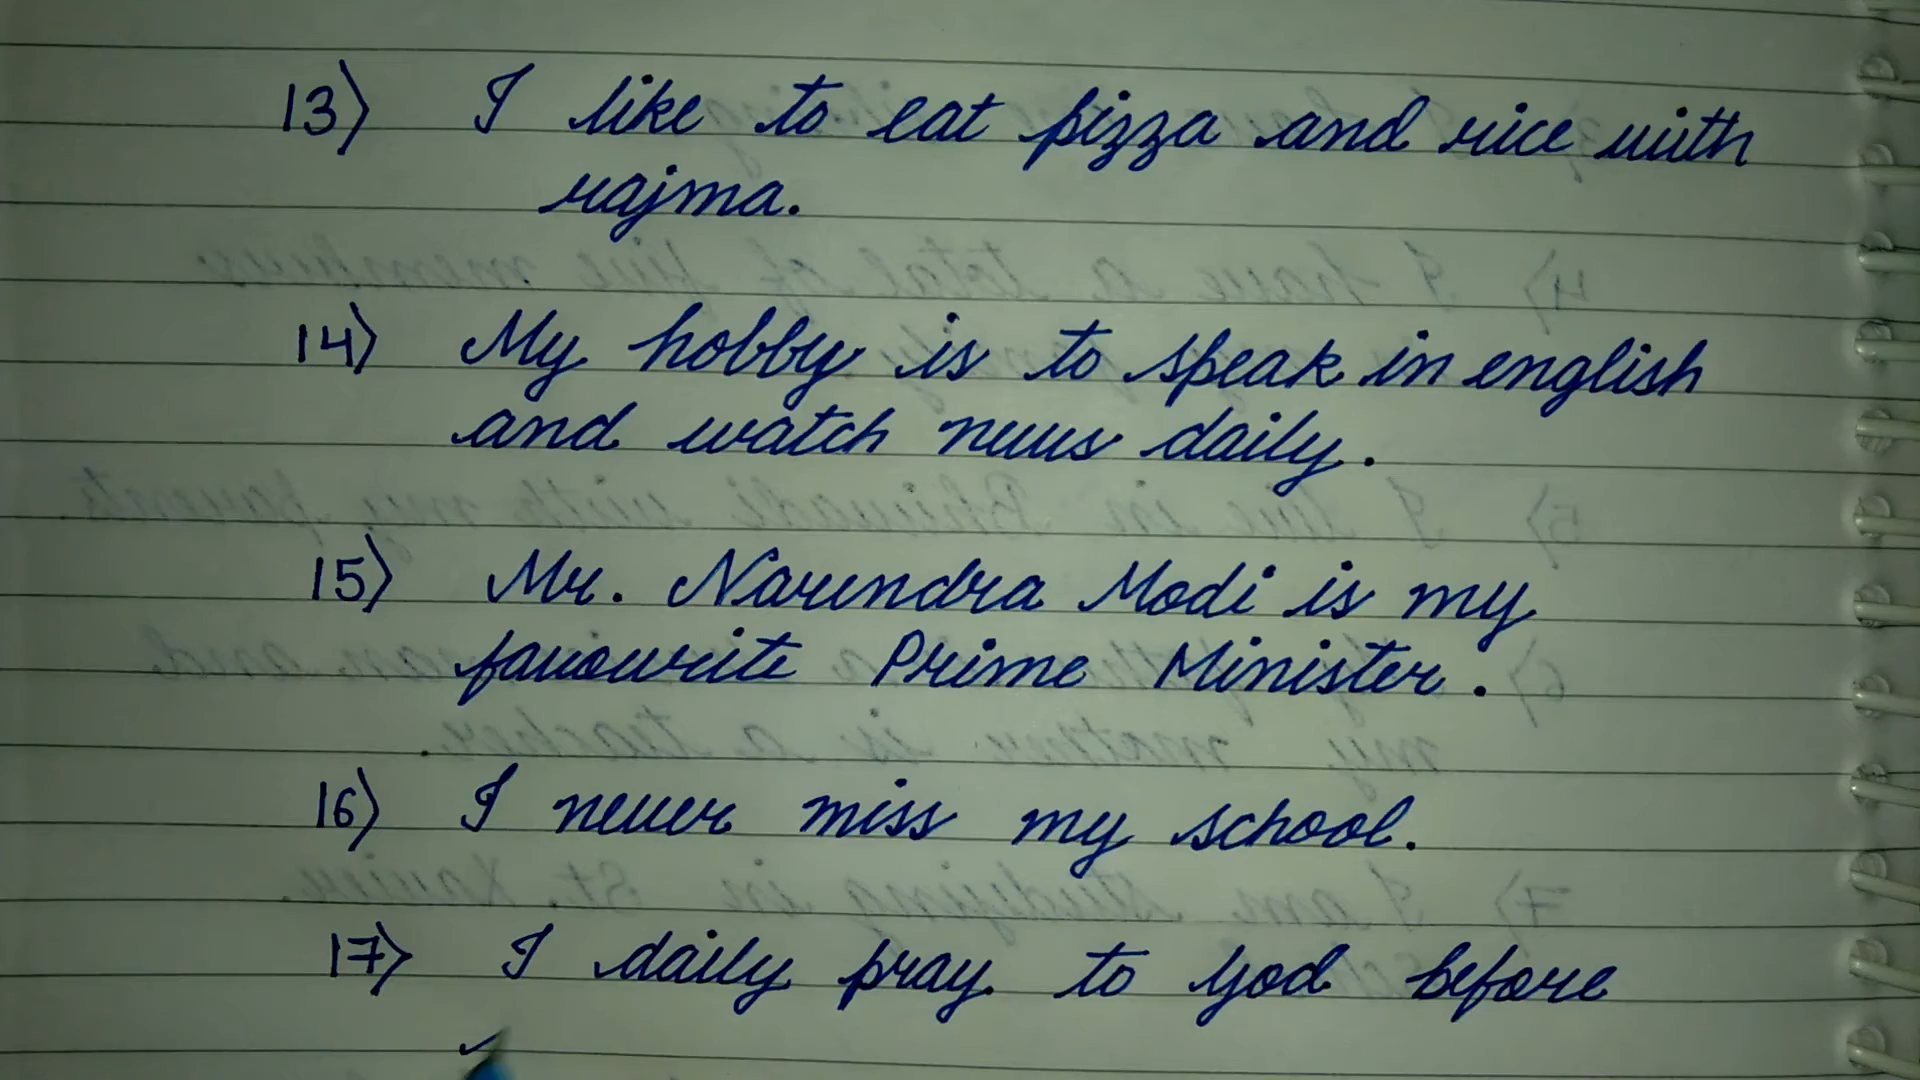 13) I like to eat pizza and rice with
rajma.
14) My hobby is to speak in english
and watch news daily.
15) Mr. Narendra Modi is my
favourite Prime Minister.
16) I never miss my school.
17) I daily pray to God before